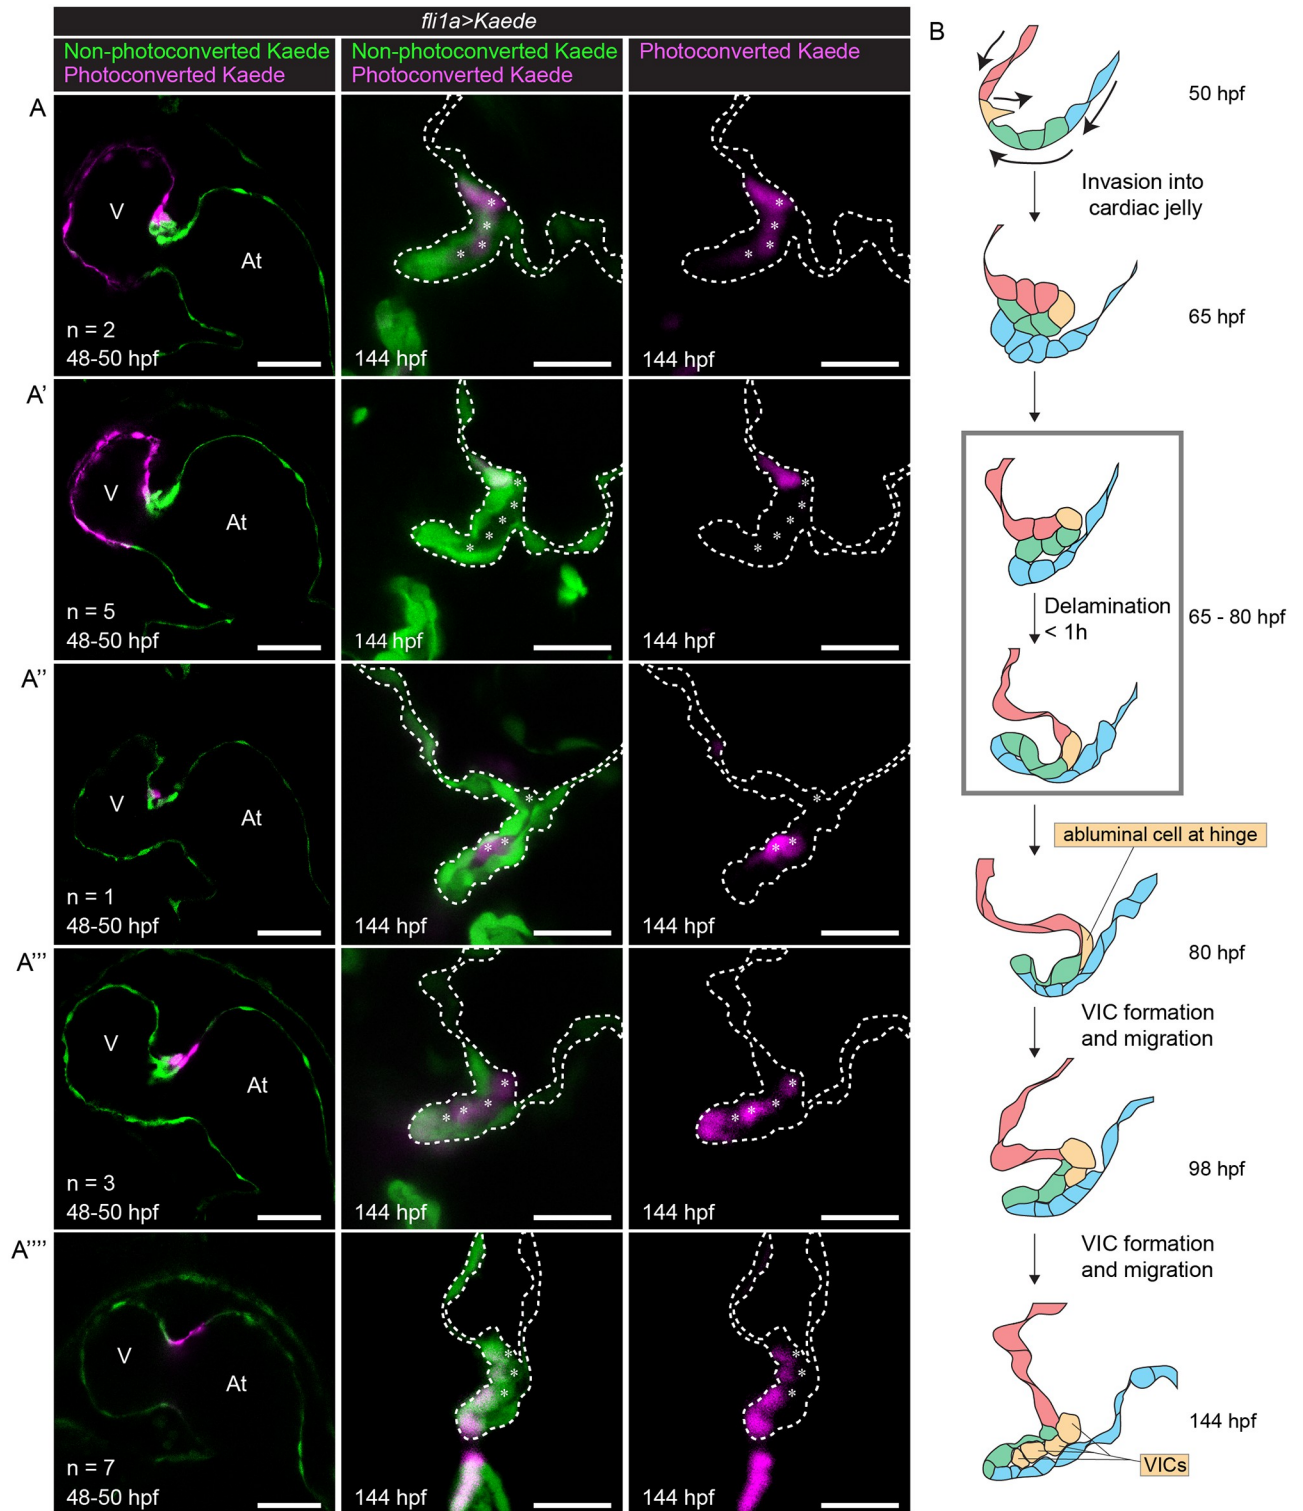 fli1a>Kaede
Non-photoconverted Kaede
Photoconverted Kaede
Non-photoconverted Kaede
Photoconverted Kaede
Photoconverted Kaede
A
V
At
n = 2
48-50 hpf
* * * *
144 hpf
* * * *
144 hpf
A'
V
At
n = 5
48-50 hpf
* * * * *
144 hpf
* * * * *
144 hpf
A''
V
At
n = 1
48-50 hpf
* * *
144 hpf
* * *
144 hpf
A'''
V
At
n = 3
48-50 hpf
* * * *
144 hpf
* * * *
144 hpf
A''''
V
At
n = 7
48-50 hpf
* * *
144 hpf
* * *
144 hpf
B
50 hpf
Invasion into
cardiac jelly
65 hpf
Delamination
< 1h
65 - 80 hpf
abluminal cell at hinge
80 hpf
VIC formation
and migration
98 hpf
VIC formation
and migration
144 hpf
VICs